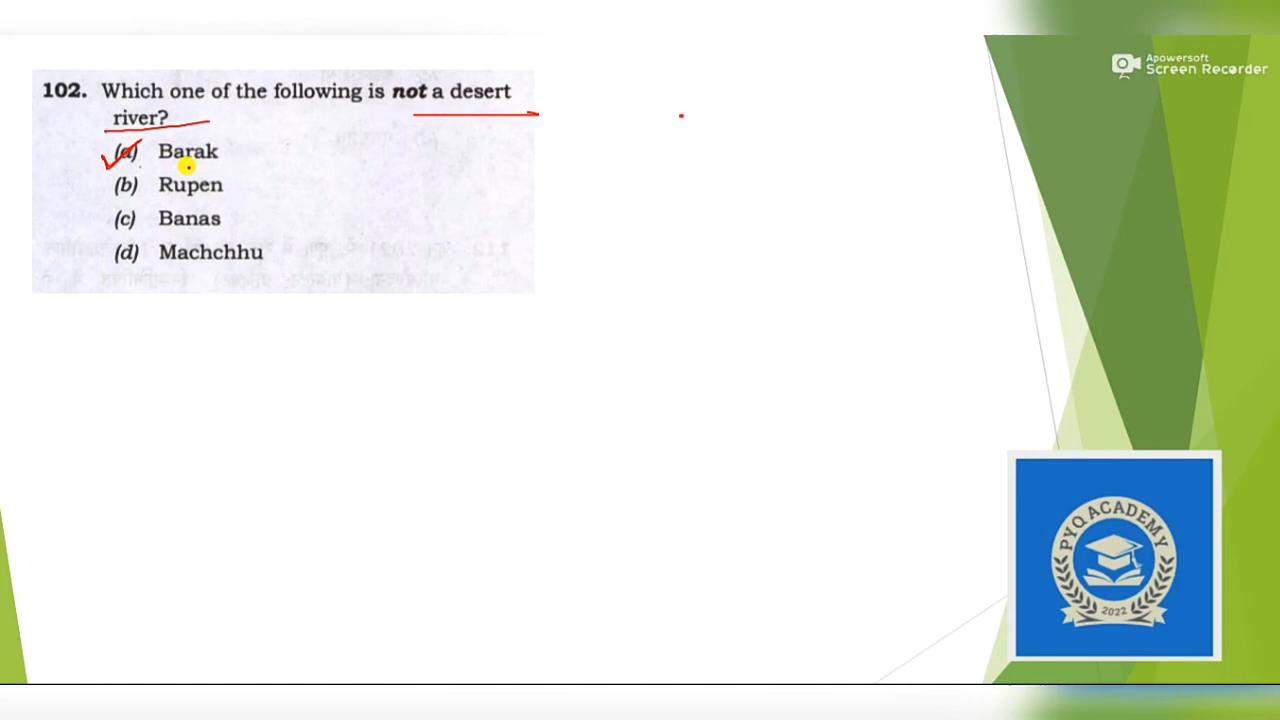 Apowersoft
Screen Recorder
102. Which one of the following is not a desert
river?
(a) Barak
(b) Rupen
(c) Banas
(d) Machchhu
PYQ ACADEMY
2022